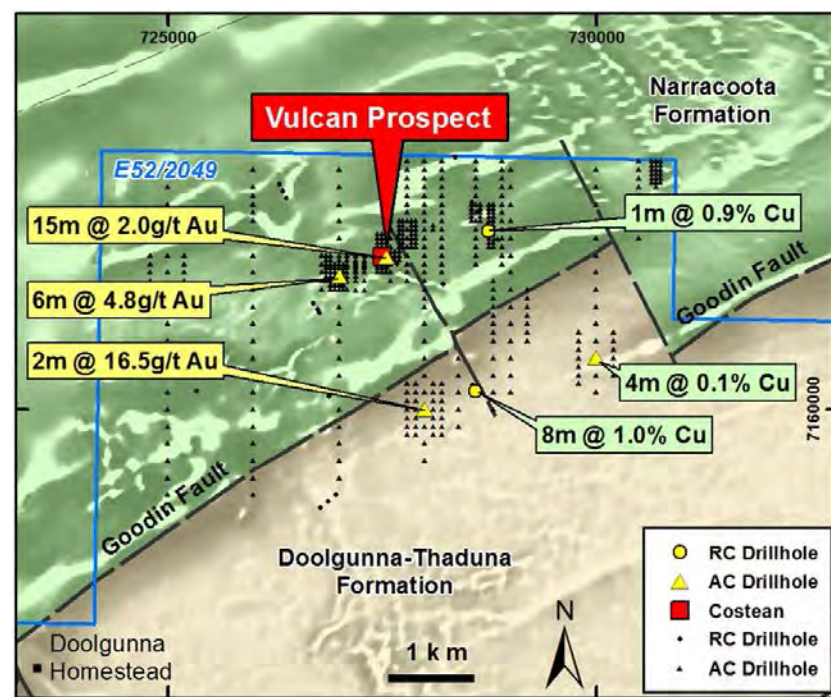 725000
730000
Narracoota
Formation
Vulcan Prospect
E52/2049
15m @ 2.0g/t Au
1m @ 0.9% Cu
6m @ 4.8g/t Au
Goodin Fault
2m @ 16.5g/t Au
4m @ 0.1% Cu
7160000
8m @ 1.0% Cu
Goodin Fault
Doolgunna-Thaduna
Formation
Doolgunna
Homestead
1 km
N
RC Drillhole
AC Drillhole
Costean
RC Drillhole
AC Drillhole